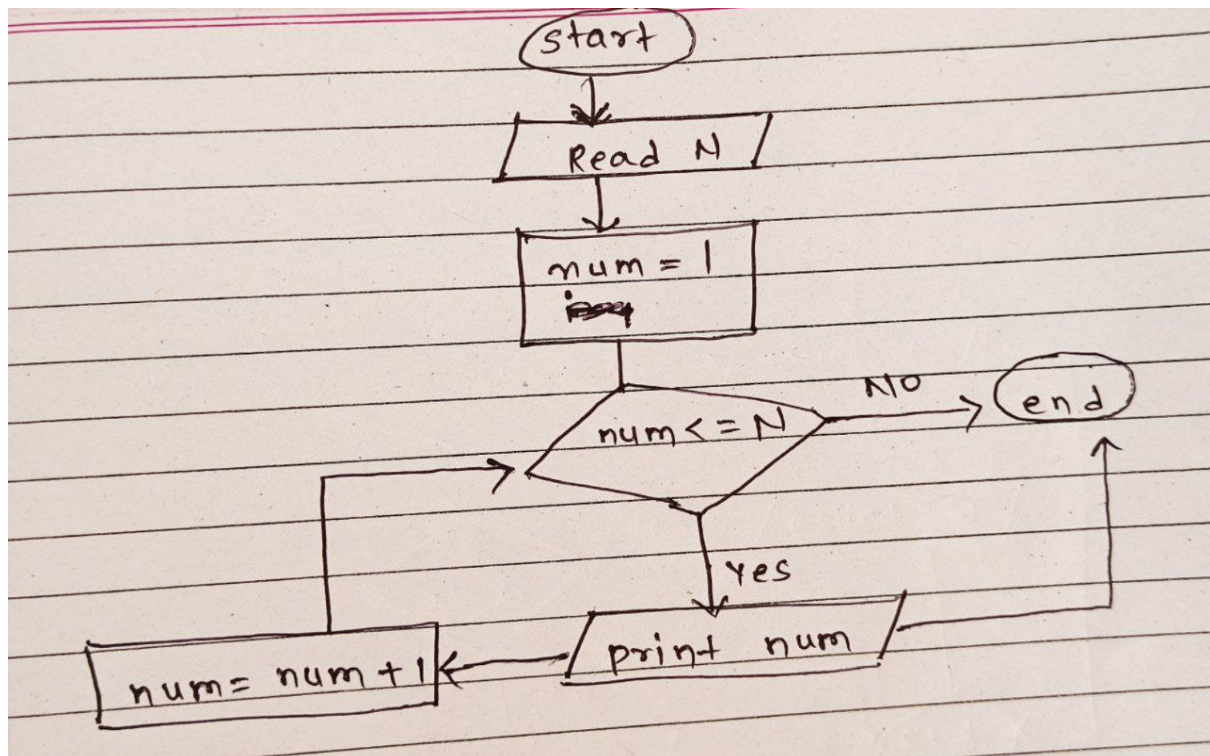 start
Read N
num = 1
num <= N
No
end
Yes
print num
num = num + 1